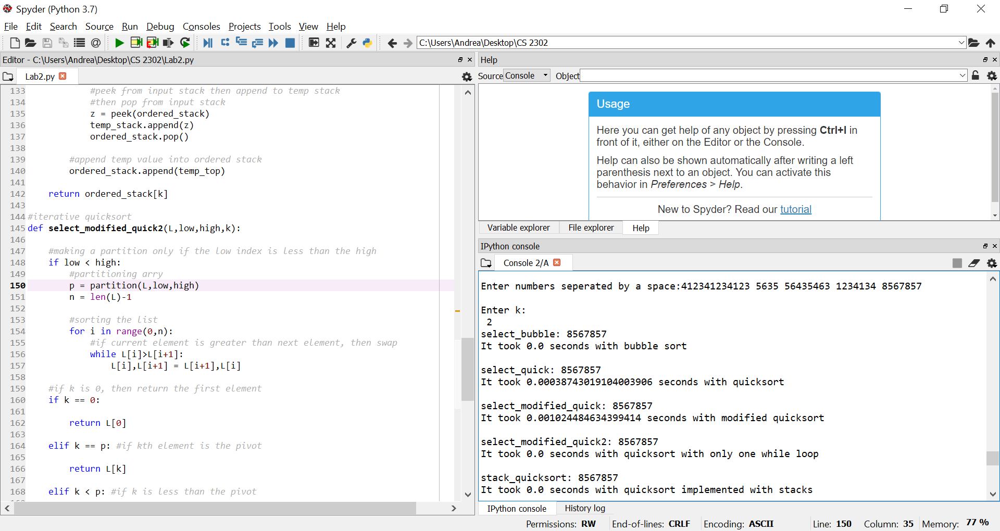 Spyder (Python 3.7)
File Edit Search Source Run Debug Consoles Projects Tools View Help
C:\Users\Andrea\Desktop\CS 2302
Editor - C:\Users\Andrea\Desktop\CS 2302\Lab2.py
Lab2.py
133 #peek from input stack then append to temp stack
134 #then pop from input stack
135 z = peek(ordered_stack)
136 temp_stack.append(z)
137 ordered_stack.pop()
138
139 #append temp value into ordered stack
140 ordered_stack.append(temp_top)
141
142 return ordered_stack[k]
143
144 #iterative quicksort
145 def select_modified_quick2(L,low,high,k):
146
147 #making a partition only if the low index is less than the high
148 if low < high:
149 #partitioning arry
150 p = partition(L,low,high)
151 n = len(L)-1
152
153 #sorting the list
154 for i in range(0,n):
155 #if current element is greater than next element, then swap
156 while L[i]>L[i+1]:
157 L[i],L[i+1] = L[i+1],L[i]
158
159 #if k is 0, then return the first element
160 if k == 0:
161
162 return L[0]
163
164 elif k == p: #if kth element is the pivot
165
166 return L[k]
167
168 elif k < p: #if k is less than the pivot
Help
Source Console Object
Usage
Here you can get help of any object by pressing Ctrl+I in
front of it, either on the Editor or the Console.
Help can also be shown automatically after writing a left
parenthesis next to an object. You can activate this
behavior in Preferences > Help.
New to Spyder? Read our tutorial
Variable explorer File explorer Help
IPython console
Console 2/A
Enter numbers seperated by a space:412341234123 5635 56435463 1234134 8567857
Enter k:
2
select_bubble: 8567857
It took 0.0 seconds with bubble sort
select_quick: 8567857
It took 0.00038743019104003906 seconds with quicksort
select_modified_quick: 8567857
It took 0.001024484634399414 seconds with modified quicksort
select_modified_quick2: 8567857
It took 0.0 seconds with quicksort with only one while loop
stack_quicksort: 8567857
It took 0.0 seconds with quicksort implemented with stacks
IPython console History log
Permissions: RW End-of-lines: CRLF Encoding: ASCII Line: 150 Column: 35 Memory: 77 %